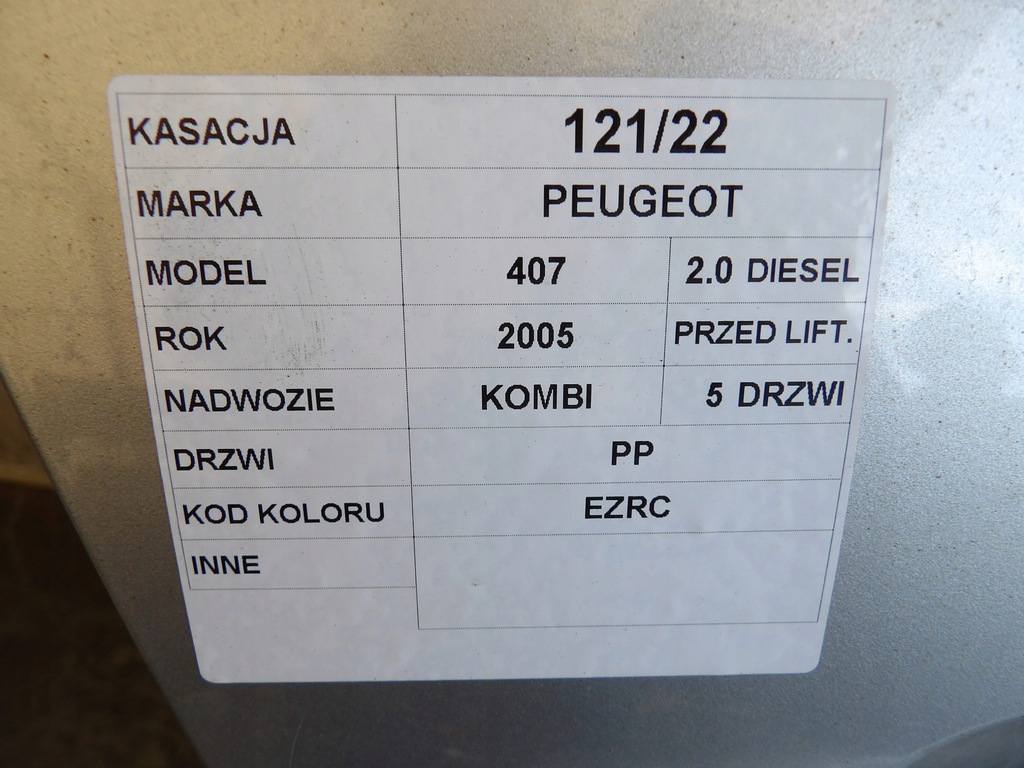 KASACJA 121/22
MARKA PEUGEOT
MODEL 407 2.0 DIESEL
ROK 2005 PRZED LIFT.
NADWOZIE KOMBI 5 DRZWI
DRZWI PP
KOD KOLORU EZRC
INNE